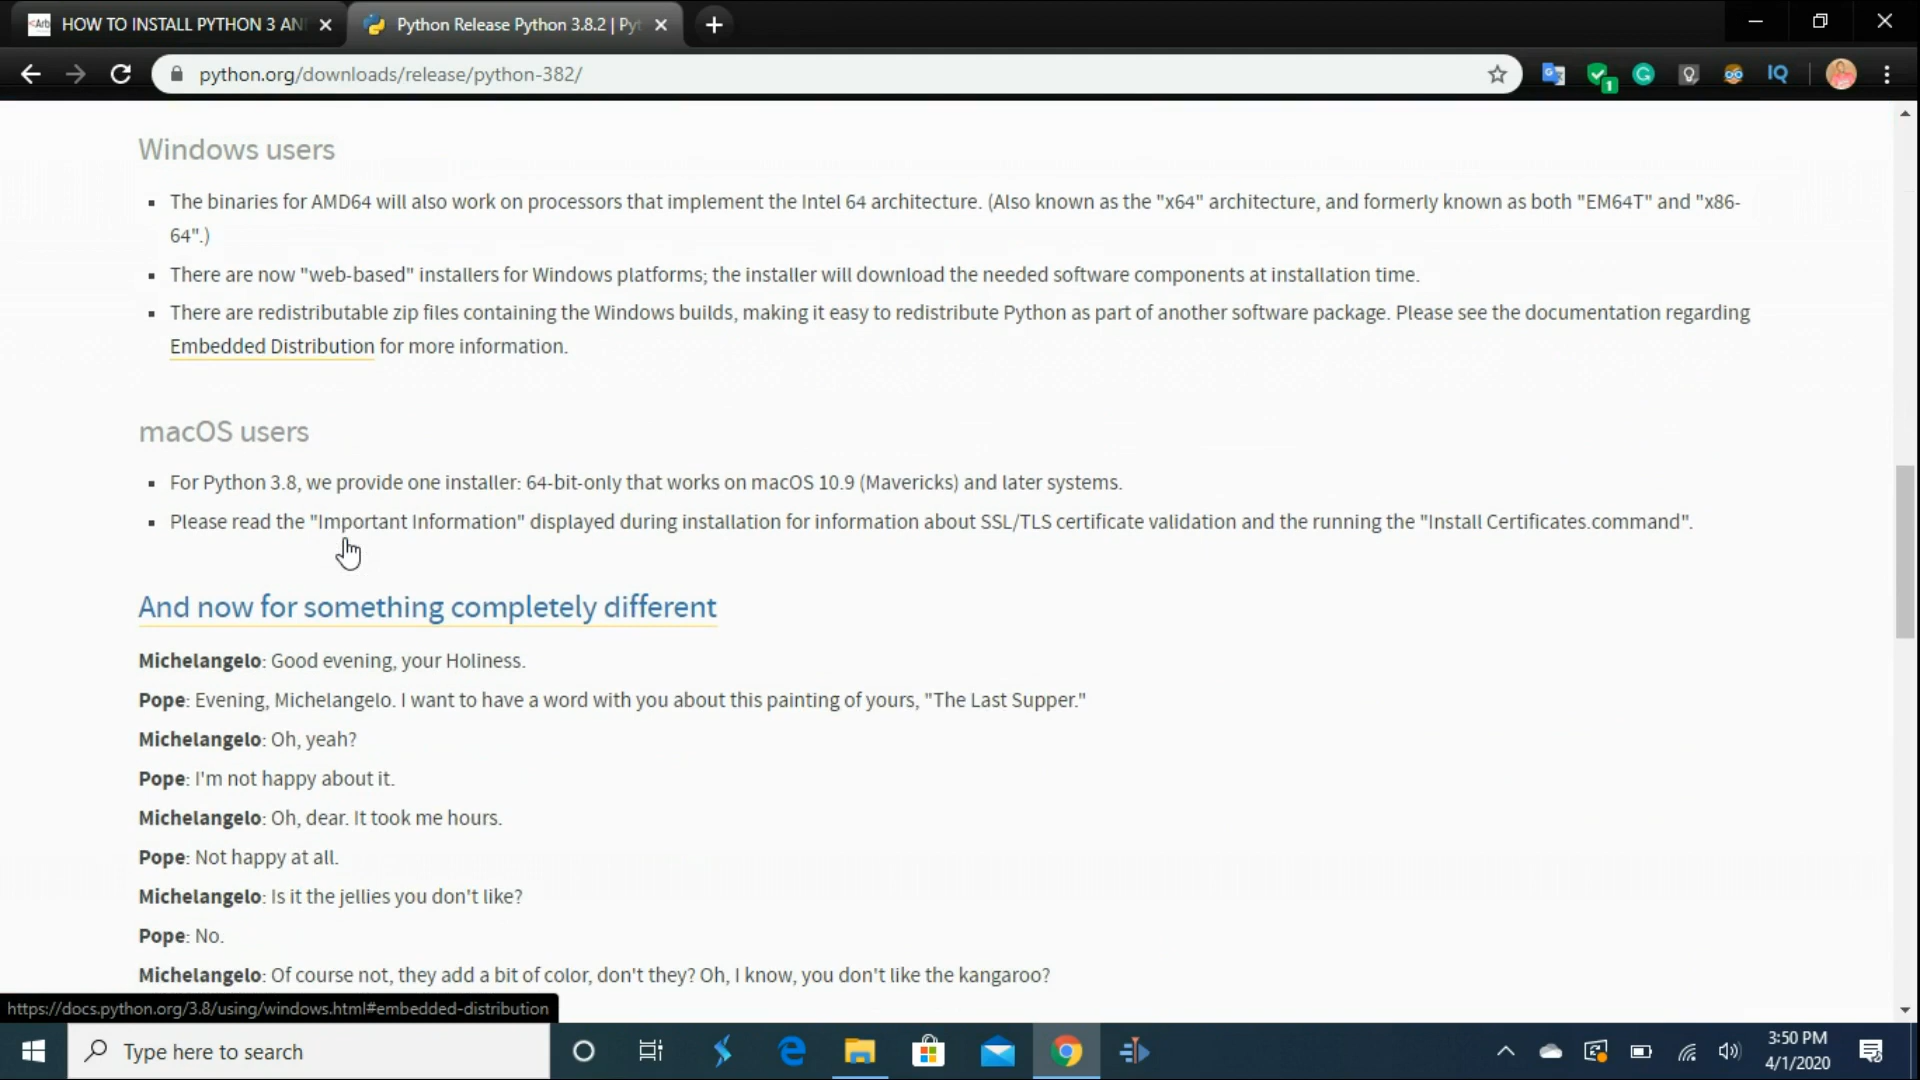 <Arb
HOW TO INSTALL PYTHON 3 AN
Python Release Python 3.8.2 | Pyt
python.org/downloads/release/python-382/
1
IQ
Windows users
The binaries for AMD64 will also work on processors that implement the Intel 64 architecture. (Also known as the "x64" architecture, and formerly known as both "EM64T" and "x86-
64".)
There are now "web-based" installers for Windows platforms; the installer will download the needed software components at installation time.
There are redistributable zip files containing the Windows builds, making it easy to redistribute Python as part of another software package. Please see the documentation regarding
Embedded Distribution for more information.
macOS users
For Python 3.8, we provide one installer: 64-bit-only that works on macOS 10.9 (Mavericks) and later systems.
Please read the "Important Information" displayed during installation for information about SSL/TLS certificate validation and the running the "Install Certificates.command".
And now for something completely different
Michelangelo: Good evening, your Holiness.
Pope: Evening, Michelangelo. I want to have a word with you about this painting of yours, "The Last Supper."
Michelangelo: Oh, yeah?
Pope: I'm not happy about it.
Michelangelo: Oh, dear. It took me hours.
Pope: Not happy at all.
Michelangelo: Is it the jellies you don't like?
Pope: No.
Michelangelo: Of course not, they add a bit of color, don't they? Oh, I know, you don't like the kangaroo?
https://docs.python.org/3.8/using/windows.html#embedded-distribution
Type here to search
3:50 PM
4/1/2020